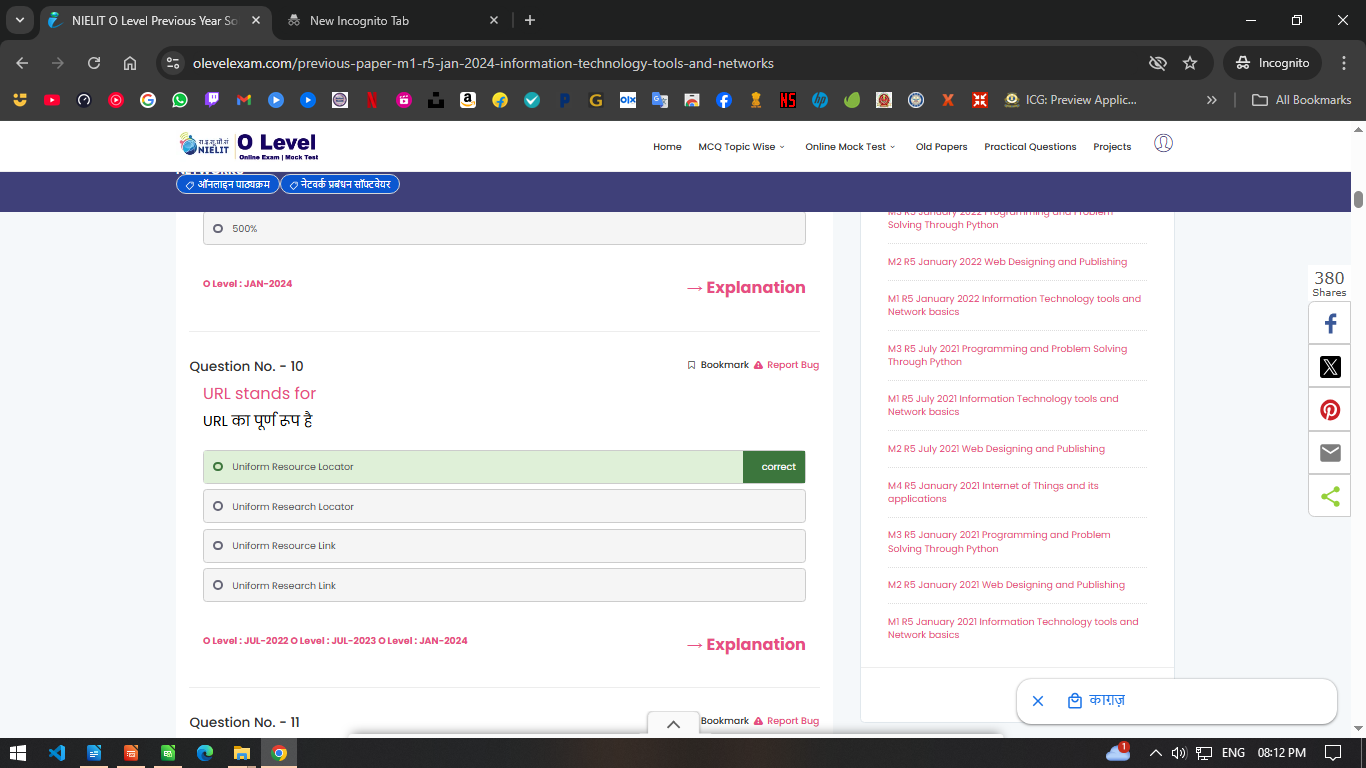 NIELIT O Level Previous Year So
New Incognito Tab
olevelexam.com/previous-paper-m1-r5-jan-2024-information-technology-tools-and-networks
Incognito
ICG: Preview Applic...
All Bookmarks
NIELIT
O Level
Online Exam | Mock Test
Home
MCQ Topic Wise
Online Mock Test
Old Papers
Practical Questions
Projects
ऑनलाइन पाठ्यक्रम
नेटवर्क प्रबंधन सॉफ्टवेयर
500%
O Level : JAN-2024
→ Explanation
Question No. - 10
Bookmark
Report Bug
URL stands for
URL का पूर्ण रूप है
Uniform Resource Locator
correct
Uniform Research Locator
Uniform Resource Link
Uniform Research Link
O Level : JUL-2022 O Level : JUL-2023 O Level : JAN-2024
→ Explanation
Question No. - 11
Bookmark
Report Bug
M3 R5 January 2022 Programming and Problem
Solving Through Python
M2 R5 January 2022 Web Designing and Publishing
M1 R5 January 2022 Information Technology tools and
Network basics
M3 R5 July 2021 Programming and Problem Solving
Through Python
M1 R5 July 2021 Information Technology tools and
Network basics
M2 R5 July 2021 Web Designing and Publishing
M4 R5 January 2021 Internet of Things and its
applications
M3 R5 January 2021 Programming and Problem
Solving Through Python
M2 R5 January 2021 Web Designing and Publishing
M1 R5 January 2021 Information Technology tools and
Network basics
380
Shares
काग़ज़
1
ENG
08:12 PM